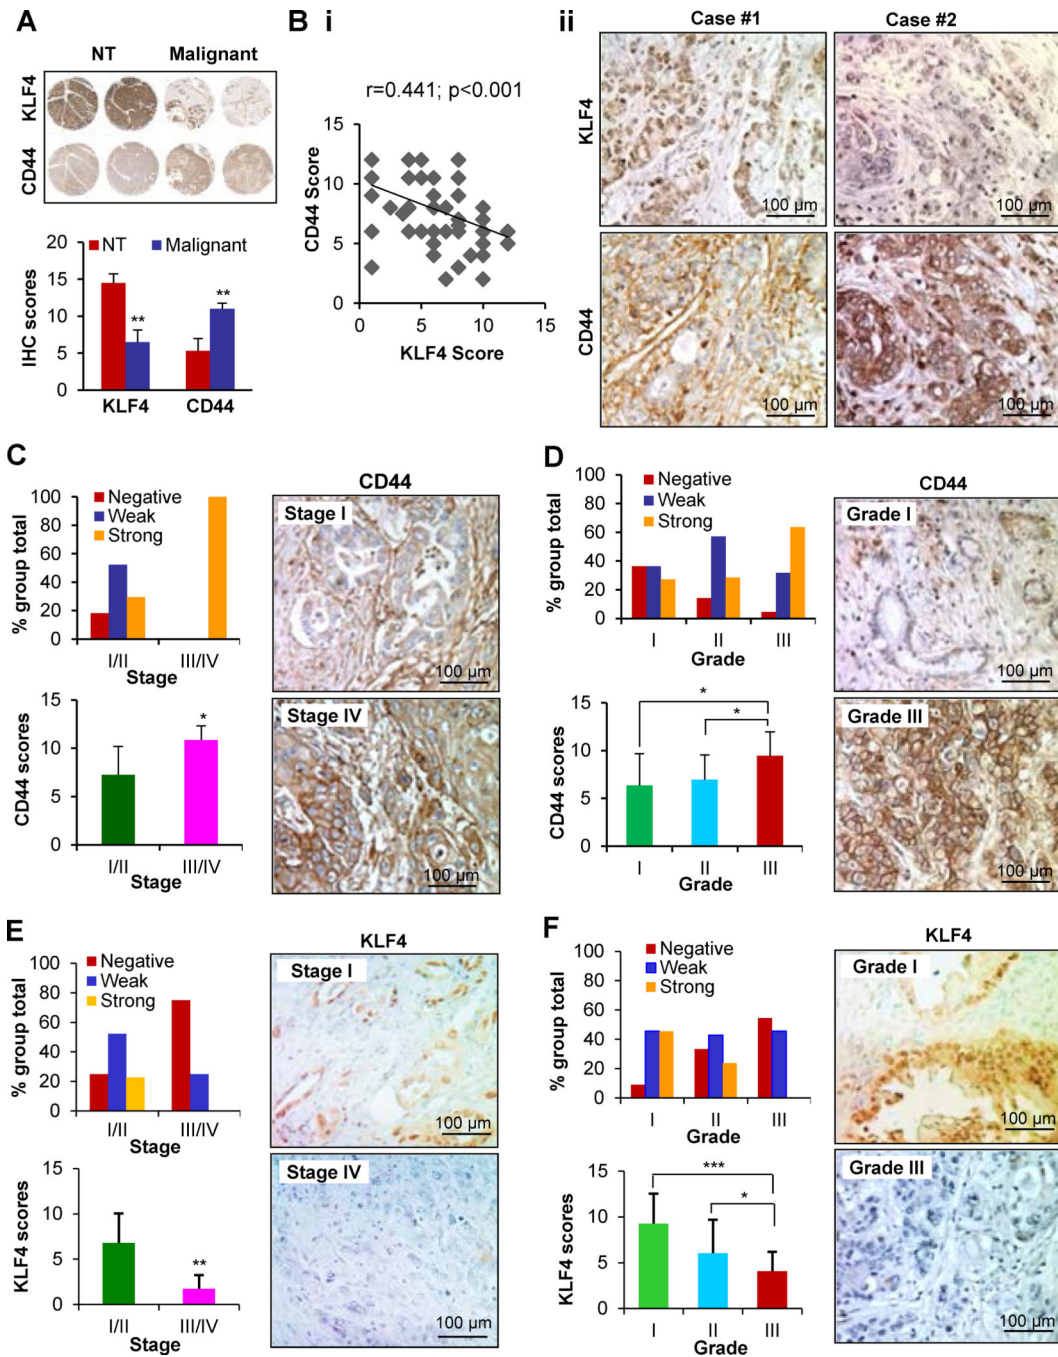 A
NT Malignant
KLF4
CD44
20
15
10
5
0
IHC scores
NT Malignant
**
**
KLF4 CD44
B i
r=0.441; p<0.001
15
10
5
0
CD44 Score
0 5 10 15
KLF4 Score
ii
Case #1 Case #2
KLF4
100 µm
100 µm
CD44
100 µm
100 µm
C
100
80
60
40
20
0
% group total
Negative
Weak
Strong
I/II III/IV
Stage
15
10
5
0
CD44 scores
*
I/II III/IV
Stage
CD44
Stage I
100 µm
Stage IV
100 µm
D
100
80
60
40
20
0
% group total
Negative
Weak
Strong
I II III
Grade
15
10
5
0
CD44 scores
*
*
I II III
Grade
CD44
Grade I
100 µm
Grade III
100 µm
E
100
80
60
40
20
0
% group total
Negative
Weak
Strong
I/II III/IV
Stage
15
10
5
0
KLF4 scores
**
I/II III/IV
Stage
KLF4
Stage I
100 µm
Stage IV
100 µm
F
100
80
60
40
20
0
% group total
Negative
Weak
Strong
I II III
Grade
15
10
5
0
KLF4 scores
***
*
I II III
Grade
KLF4
Grade I
100 µm
Grade III
100 µm